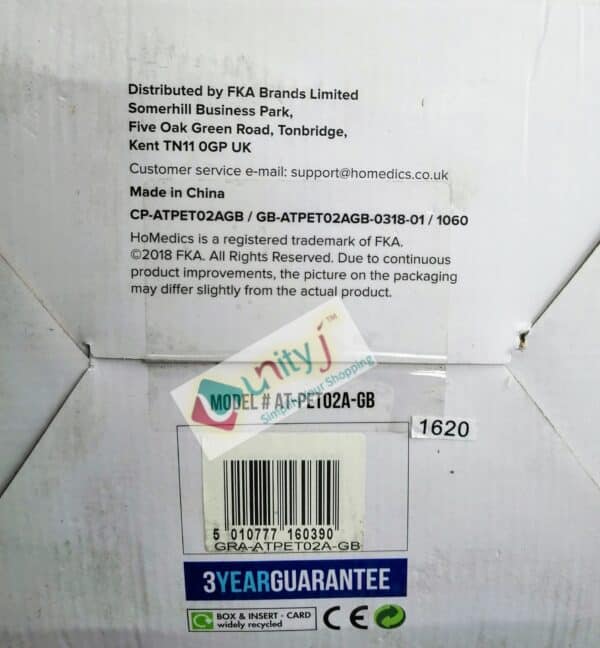 Distributed by FKA Brands Limited
Somerhill Business Park,
Five Oak Green Road, Tonbridge,
Kent TN11 0GP UK
Customer service e-mail: support@homedics.co.uk
Made in China
CP-ATPET02AGB / GB-ATPET02AGB-0318-01 / 1060
HoMedics is a registered trademark of FKA.
©2018 FKA. All Rights Reserved. Due to continuous
product improvements, the picture on the packaging
may differ slightly from the actual product.
unityj™
Simplify your Shopping
MODEL # AT-PET02A-GB
1620
5 010777 160390
GRA-ATPET02A-GB
3YEARGUARANTEE
BOX & INSERT - CARD
widely recycled
CE